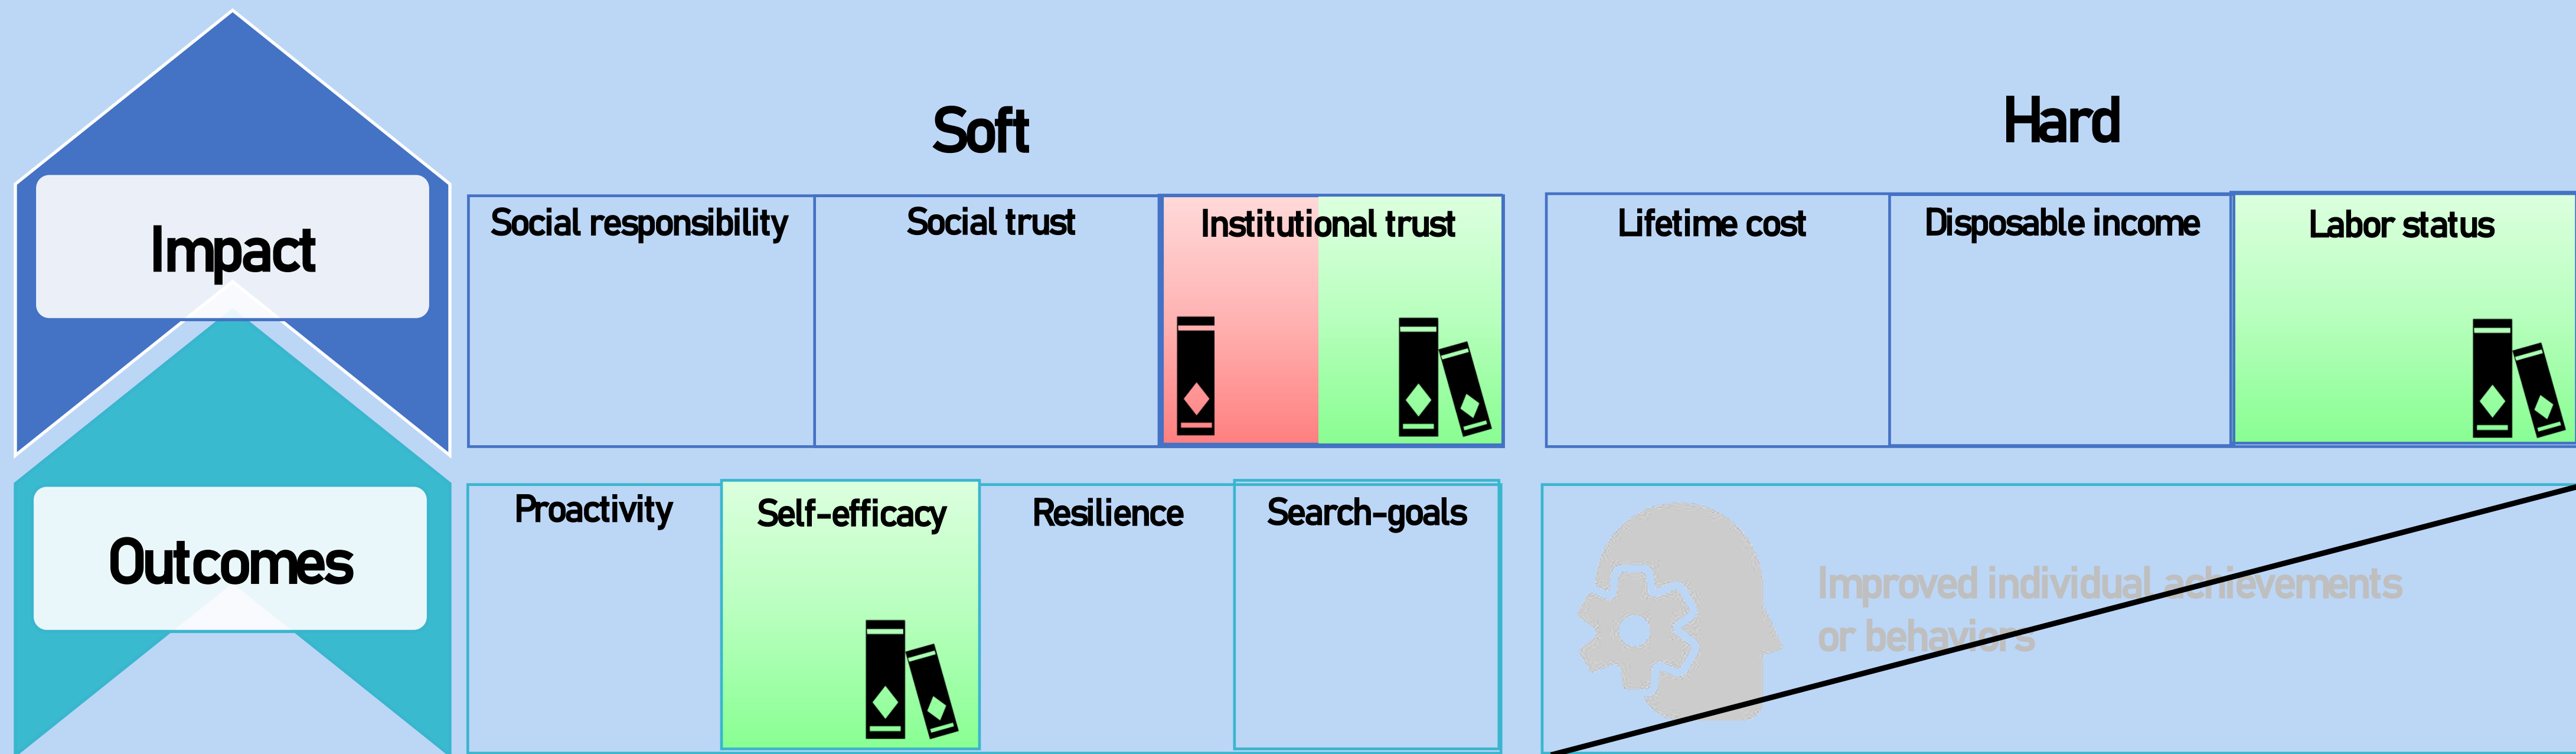 Soft
Hard
Impact
Social responsibility
Social trust
Institutional trust
Lifetime cost
Disposable income
Labor status
Outcomes
Proactivity
Self-efficacy
Resilience
Search-goals
Improved individual achievements
or behaviors